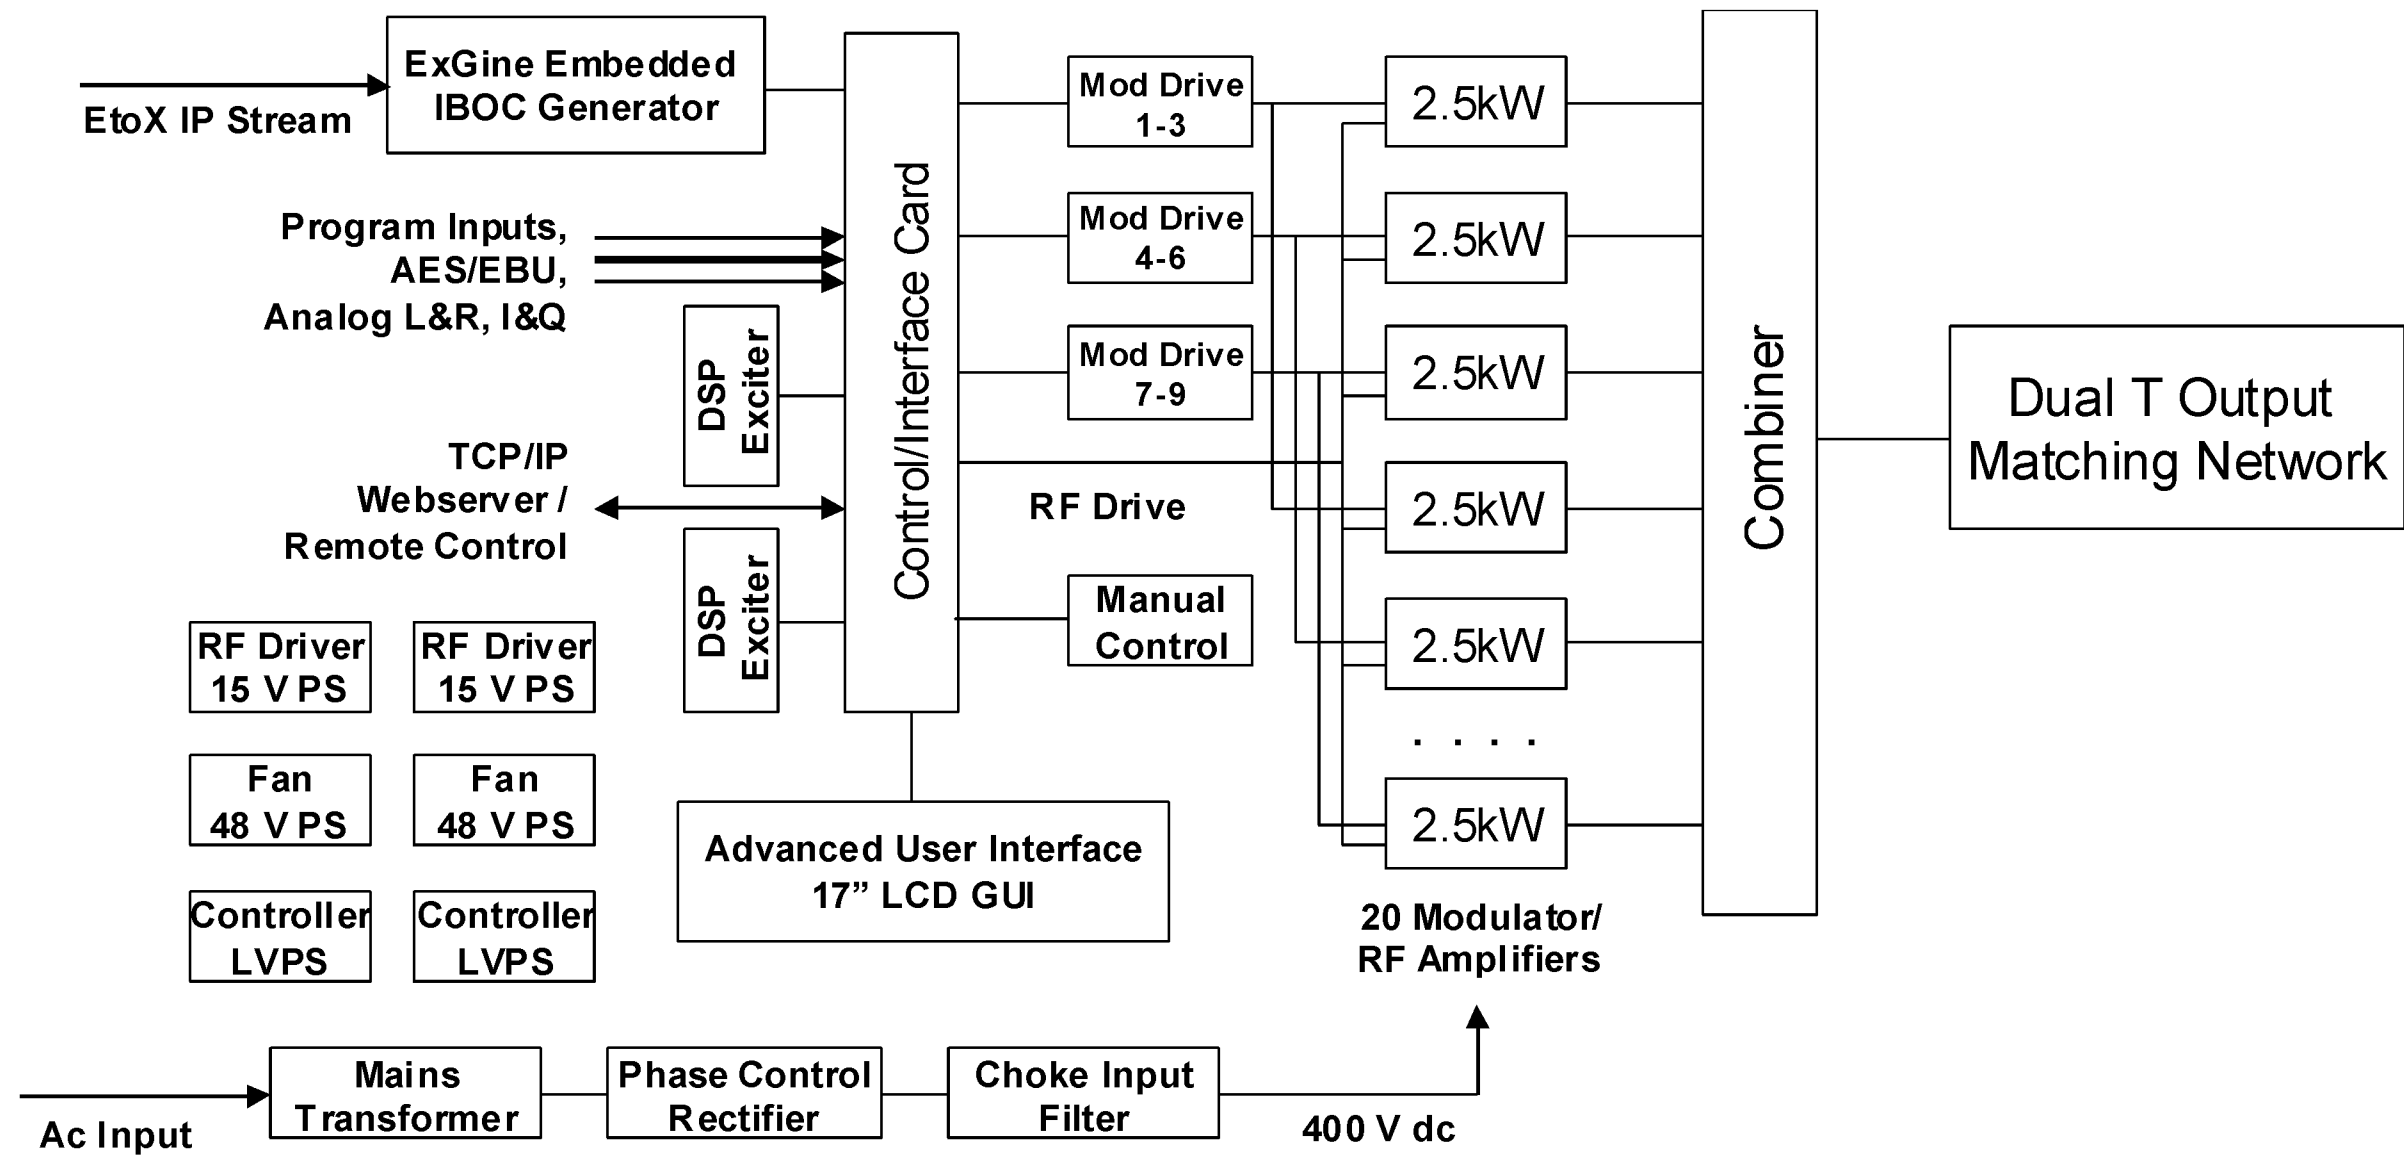 ExGine Embedded
IBOC Generator
EtoX IP Stream
Program Inputs,
AES/EBU,
Analog L&R, I&Q
DSP
Exciter
TCP/IP
Webserver /
Remote Control
DSP
Exciter
Control/Interface Card
Mod Drive
1-3
Mod Drive
4-6
Mod Drive
7-9
RF Drive
Manual
Control
2.5kW
2.5kW
2.5kW
2.5kW
2.5kW
. . . .
2.5kW
20 Modulator/
RF Amplifiers
Combiner
Dual T Output
Matching Network
RF Driver
15 V PS
RF Driver
15 V PS
Fan
48 V PS
Fan
48 V PS
Controller
LVPS
Controller
LVPS
Advanced User Interface
17” LCD GUI
Ac Input
Mains
Transformer
Phase Control
Rectifier
Choke Input
Filter
400 V dc